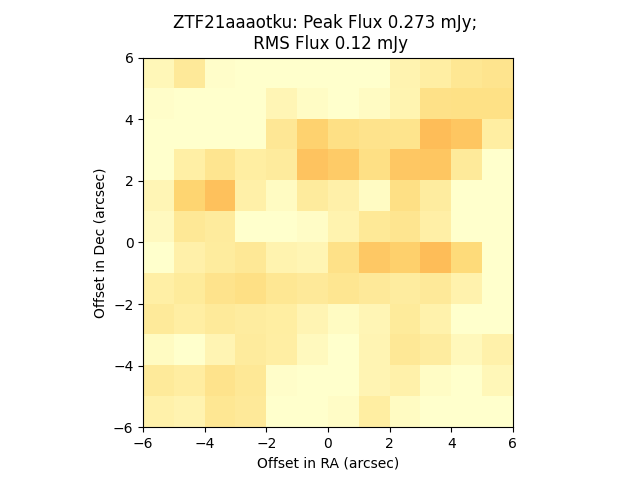 ZTF21aaaotku: Peak Flux 0.273 mJy;
RMS Flux 0.12 mJy
6
4
2
0
−2
−4
−6
Offset in Dec (arcsec)
−6 −4 −2 0 2 4 6
Offset in RA (arcsec)